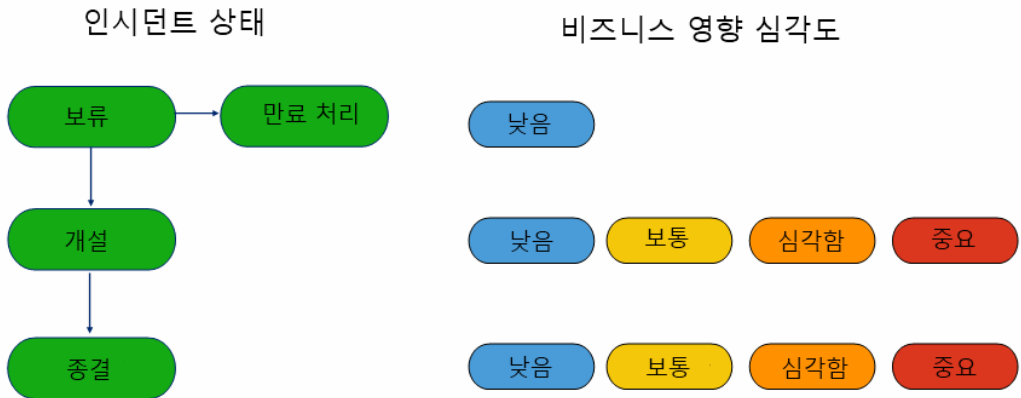 인시던트 상태
비즈니스 영향 심각도
보류
만료 처리
낮음
개설
낮음
보통
심각함
중요
종결
낮음
보통
심각함
중요